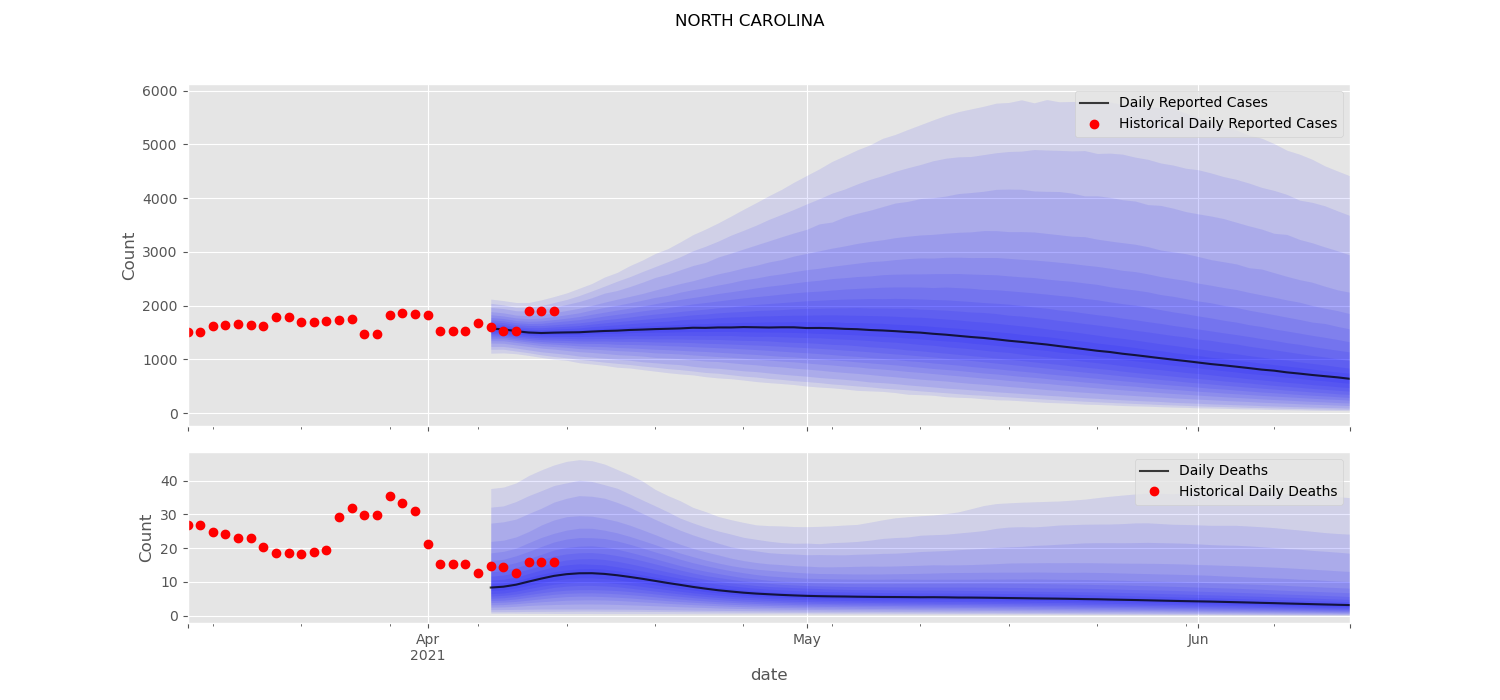 NORTH CAROLINA
6000
5000
4000
3000
2000
1000
0
Count
Daily Reported Cases
Historical Daily Reported Cases
40
30
20
10
0
Count
Daily Deaths
Historical Daily Deaths
Apr
2021
May
Jun
date